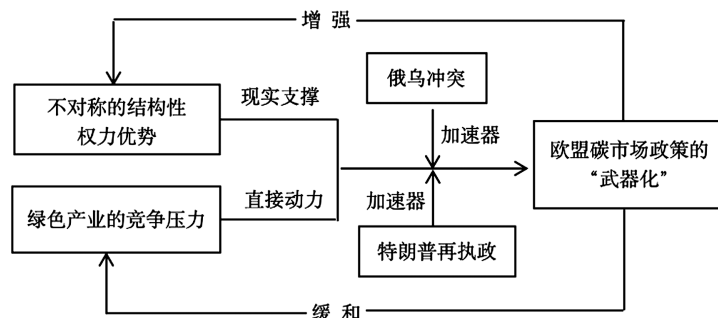 增强
不对称的结构性
权力优势
现实支撑
俄乌冲突
加速器
欧盟碳市场政策的
“武器化”
绿色产业的竞争压力
直接动力
加速器
特朗普再执政
缓和